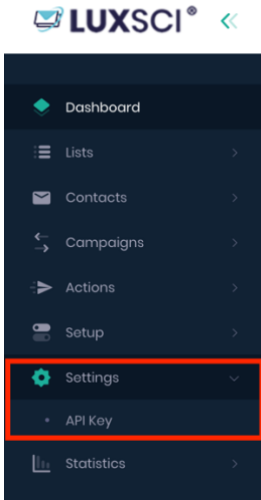 LUXSCI®
Dashboard
Lists
Contacts
Campaigns
Actions
Setup
Settings
API Key
Statistics